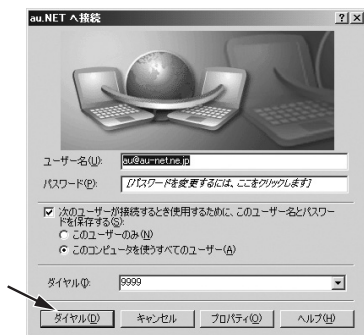 au.NET へ接続
ユーザー名(U):
au@au-net.ne.jp
パスワード(P):
[パスワードを変更するには、ここをクリックします]
次のユーザーが接続するとき使用するために、このユーザー名とパスワー
ドを保存する(S):
このユーザーのみ(N)
このコンピュータを使うすべてのユーザー(A)
ダイヤル(I):
9999
ダイヤル(D)
キャンセル
プロパティ(O)
ヘルプ(H)